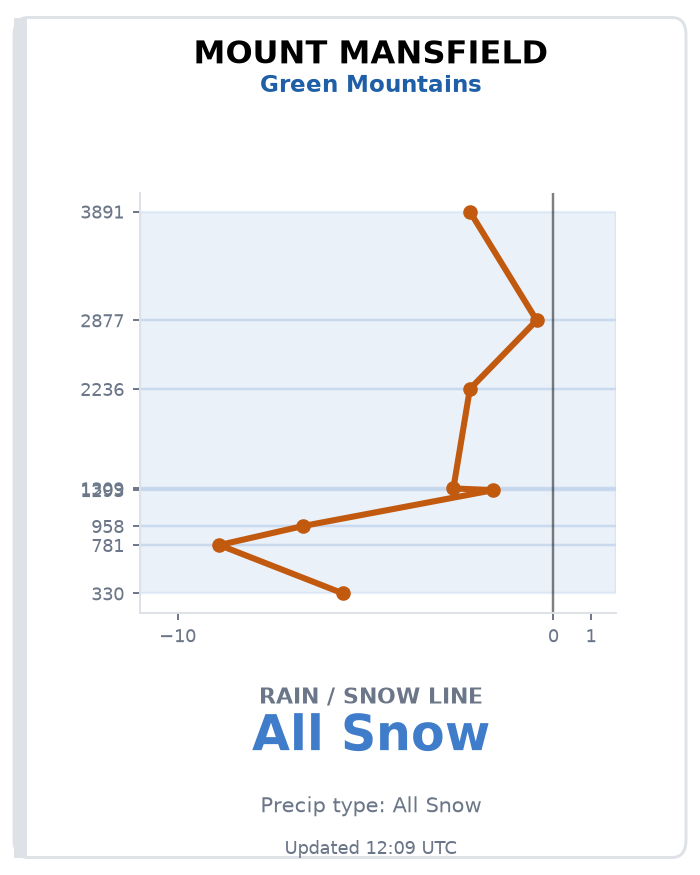 MOUNT MANSFIELD
Green Mountains
3891
2877
2236
958
781
330
−10 0 1
RAIN / SNOW LINE
All Snow
Precip type: All Snow
Updated 12:09 UTC